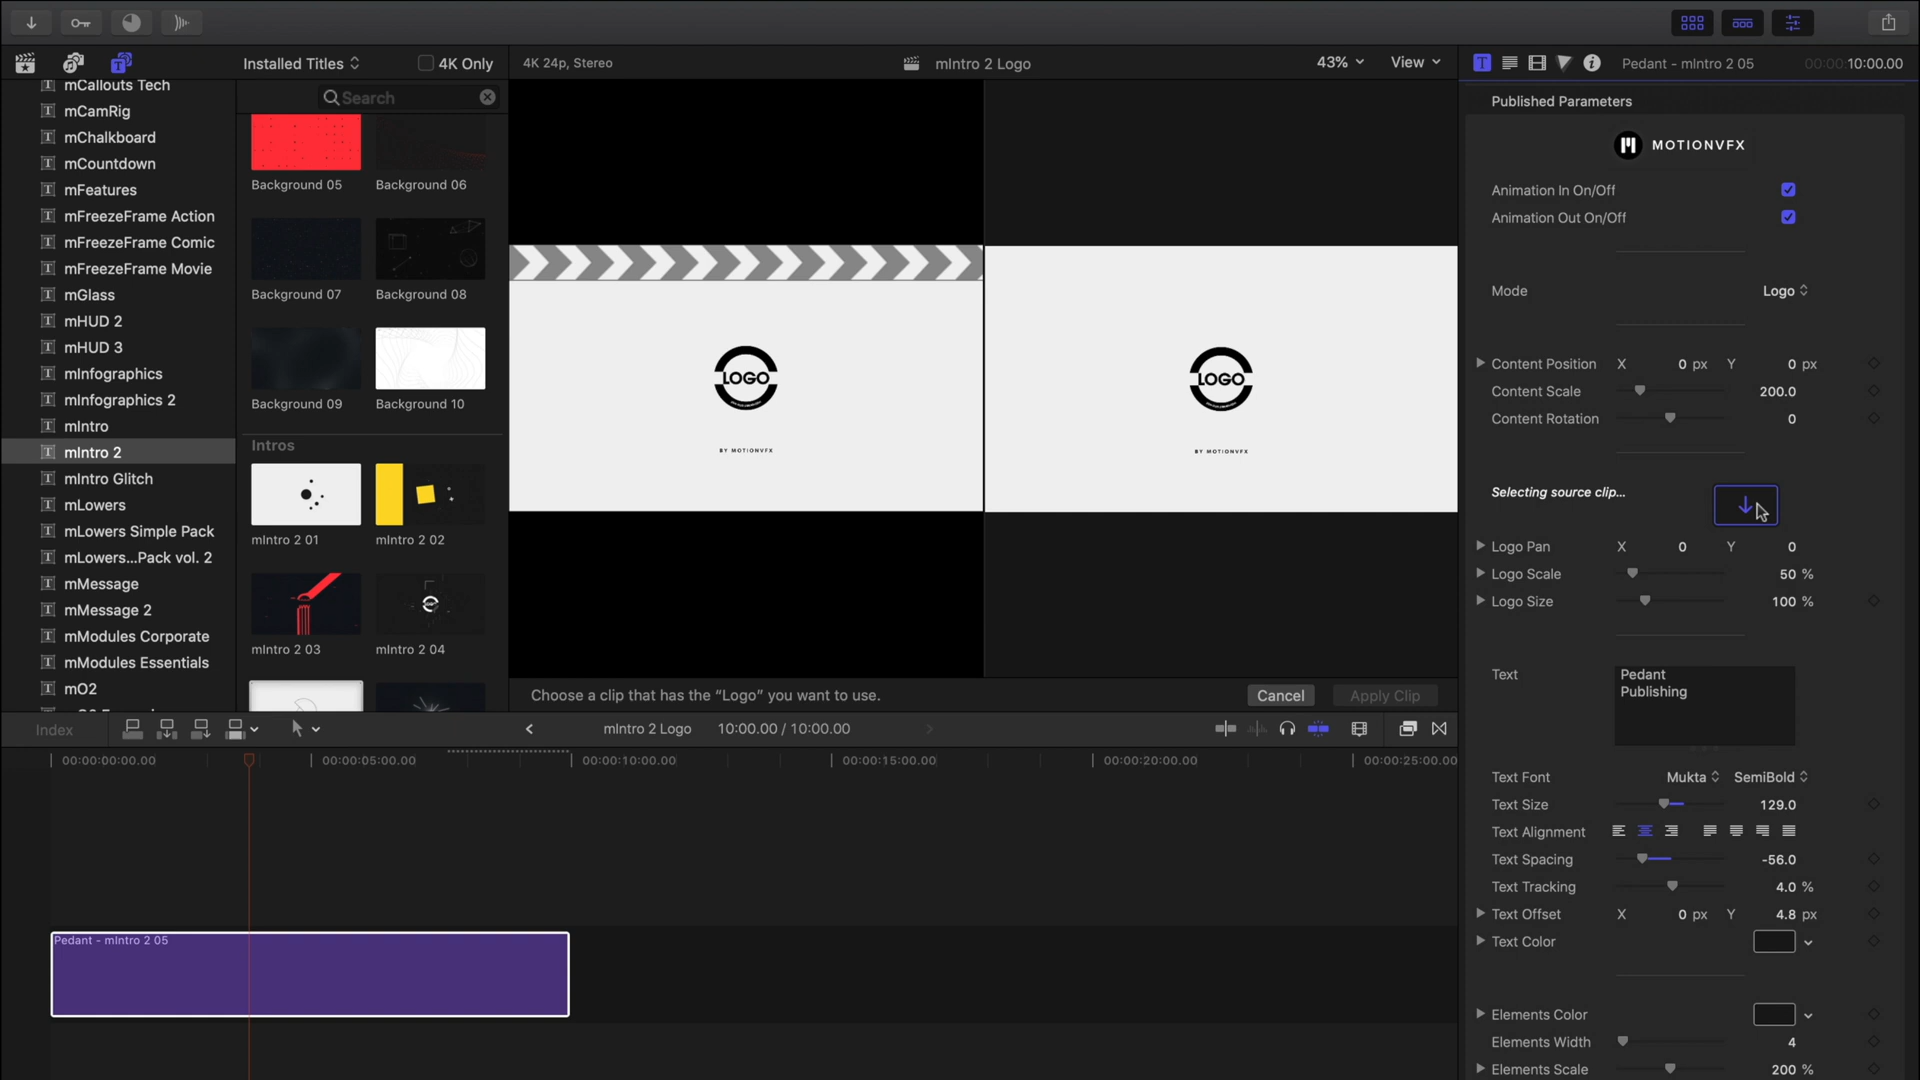 Installed Titles
4K Only
4K 24p, Stereo
mIntro 2 Logo
43%
View
Pedant - mIntro 2 05
00:00:10:00.00
mCallouts Tech
mCamRig
mChalkboard
mCountdown
mFeatures
mFreezeFrame Action
mFreezeFrame Comic
mFreezeFrame Movie
mGlass
mHUD 2
mHUD 3
mInfographics
mInfographics 2
mIntro
mIntro 2
mIntro Glitch
mLowers
mLowers Simple Pack
mLowers...Pack vol. 2
mMessage
mMessage 2
mModules Corporate
mModules Essentials
mO2
Search
Background 05
Background 06
Background 07
Background 08
Background 09
Background 10
Intros
mIntro 2 01
mIntro 2 02
mIntro 2 03
mIntro 2 04
LOGO
BY MOTIONVFX
LOGO
BY MOTIONVFX
Choose a clip that has the “Logo” you want to use.
Cancel
Apply Clip
Published Parameters
MOTIONVFX
Animation In On/Off
Animation Out On/Off
Mode
Logo
Content Position X 0 px Y 0 px
Content Scale 200.0
Content Rotation 0
Selecting source clip...
Logo Pan X 0 Y 0
Logo Scale 50 %
Logo Size 100 %
Text
Pedant
Publishing
Text Font Mukta SemiBold
Text Size 129.0
Text Alignment
Text Spacing -56.0
Text Tracking 4.0 %
Text Offset X 0 px Y 4.8 px
Text Color
Elements Color
Elements Width 4
Elements Scale 200 %
Index
mIntro 2 Logo
10:00.00 / 10:00.00
00:00:00:00.00
00:00:05:00.00
00:00:10:00.00
00:00:15:00.00
00:00:20:00.00
00:00:25:00.00
Pedant - mIntro 2 05